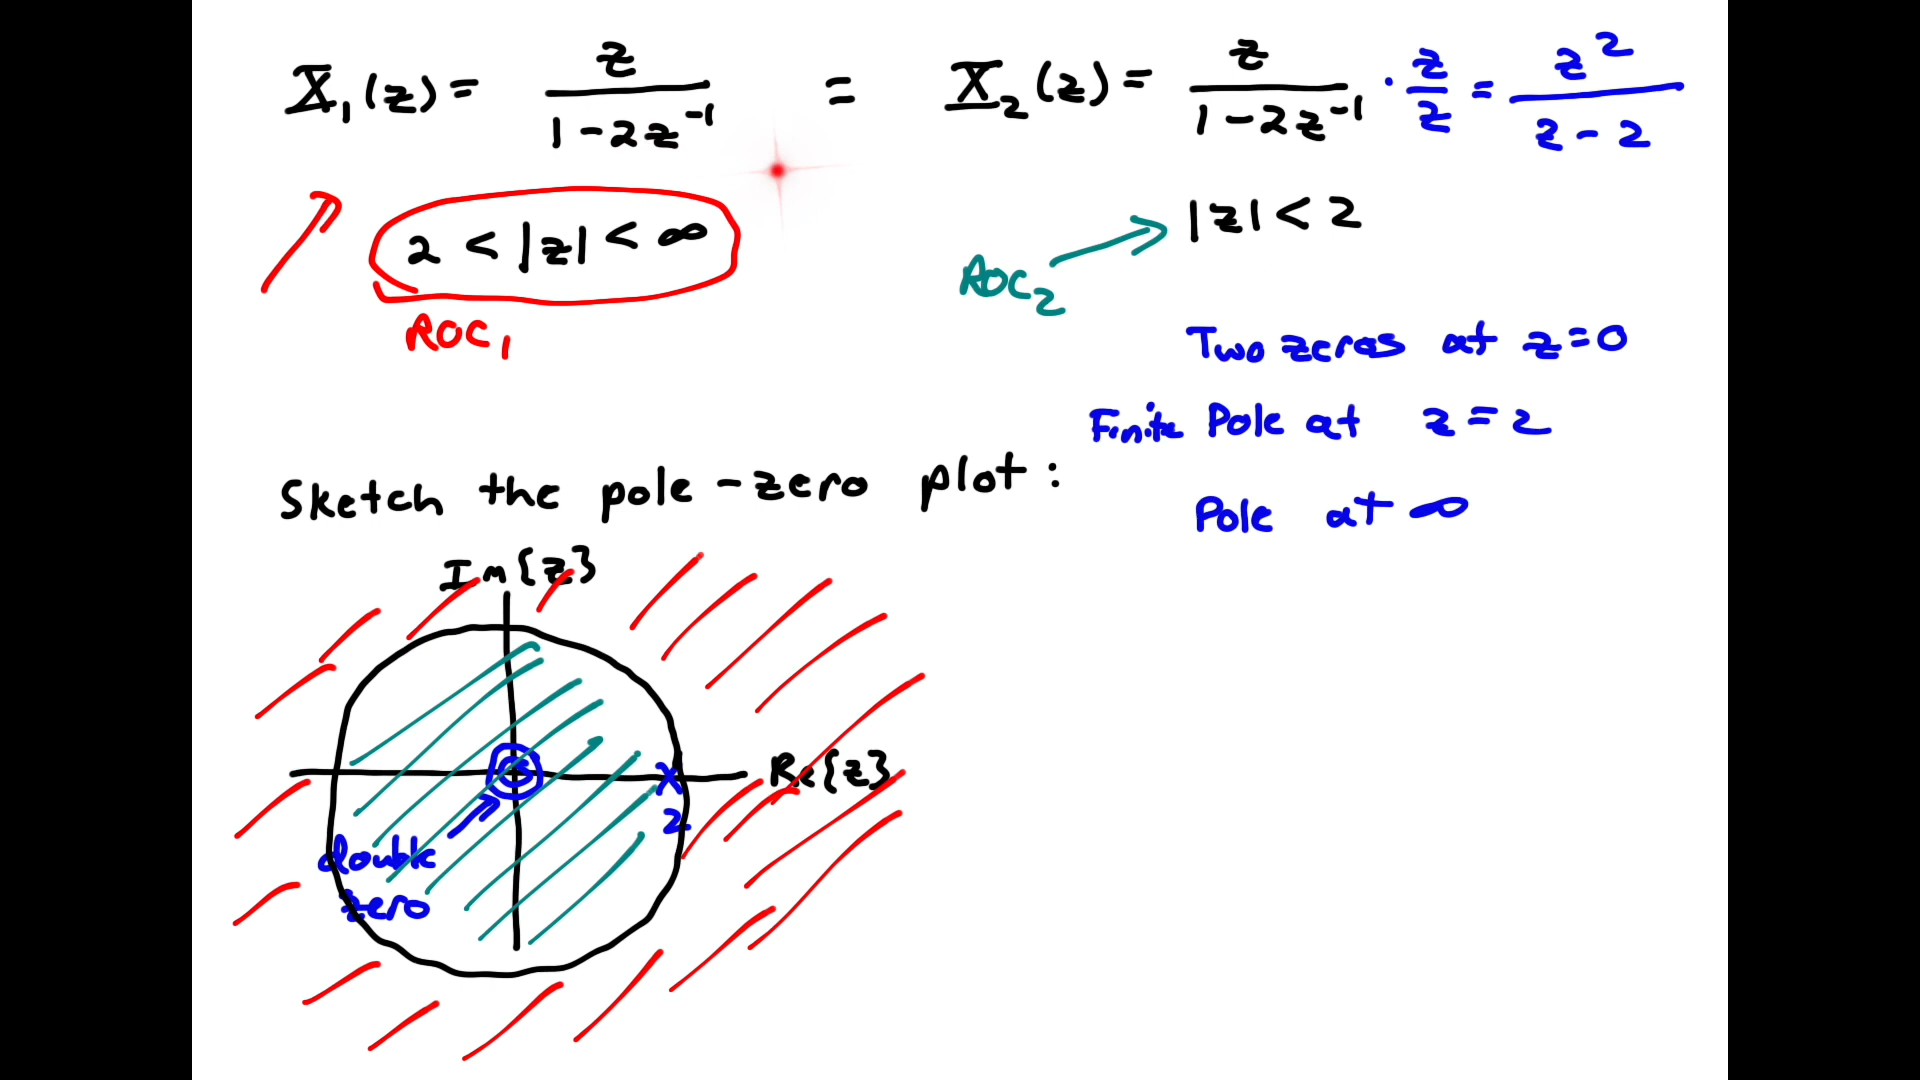 X₁(z) = z / (1 - 2z⁻¹) = X₂(z) = z / (1 - 2z⁻¹) · z/z = z² / (z - 2)
2 < |z| < ∞
|z| < 2
ROC₁
ROC₂
Two zeros at z = 0
Finite Pole at z = 2
Pole at ∞
Sketch the pole-zero plot:
Im{z}
Re{z}
2
double
zero